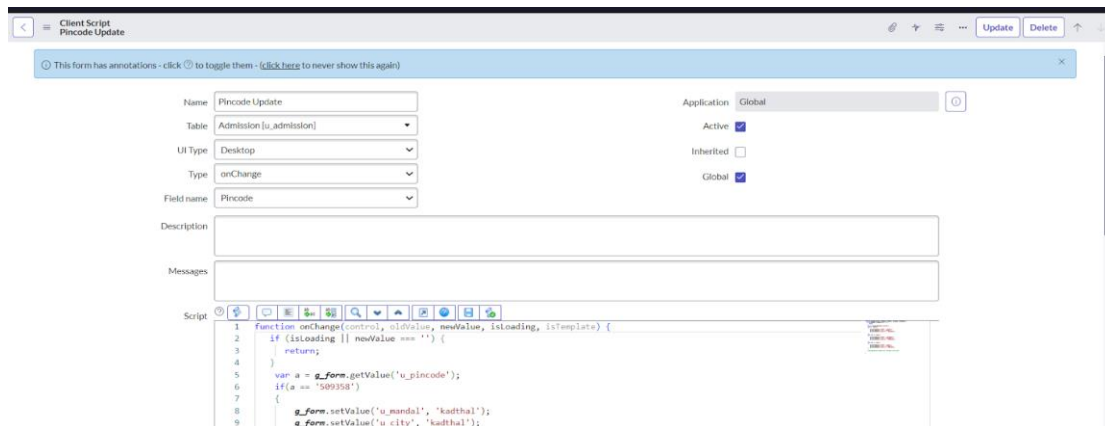 Client Script
Pincode Update
Update
Delete
This form has annotations - click ? to toggle them - (click here to never show this again)
Name Pincode Update
Application Global
Table Admission [u_admission]
Active
UI Type Desktop
Inherited
Type onChange
Global
Field name Pincode
Description
Messages
Script
1 function onChange(control, oldValue, newValue, isLoading, isTemplate) {
2 if (isLoading || newValue === '') {
3 return;
4 }
5 var a = g_form.getValue('u_pincode');
6 if(a == '509358')
7 {
8 g_form.setValue('u_mandal', 'kadthal');
9 g_form.setValue('u_city', 'kadthal');